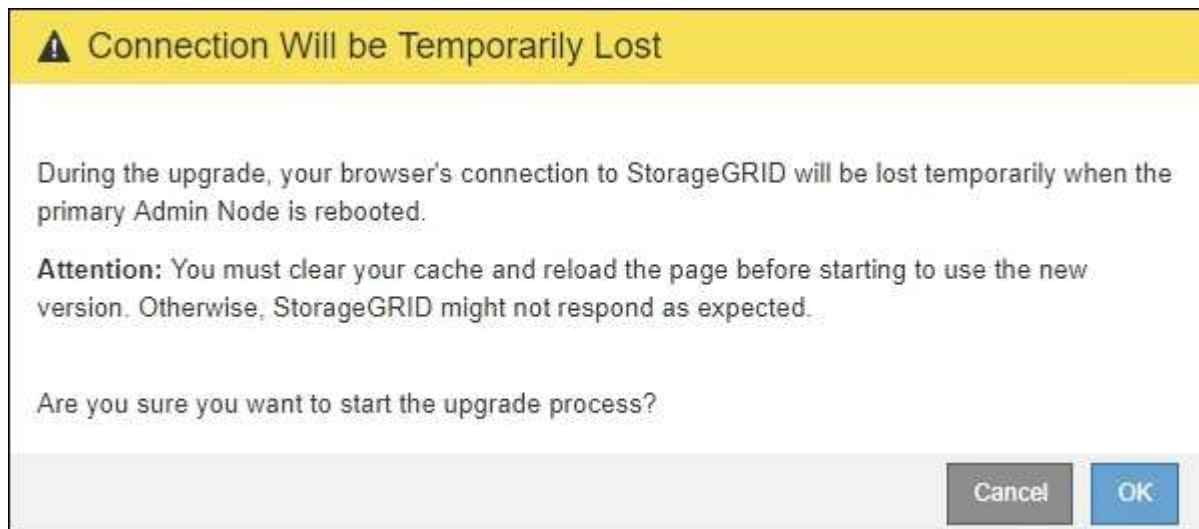 Connection Will be Temporarily Lost
During the upgrade, your browser's connection to StorageGRID will be lost temporarily when the
primary Admin Node is rebooted.
Attention: You must clear your cache and reload the page before starting to use the new
version. Otherwise, StorageGRID might not respond as expected.
Are you sure you want to start the upgrade process?
Cancel OK